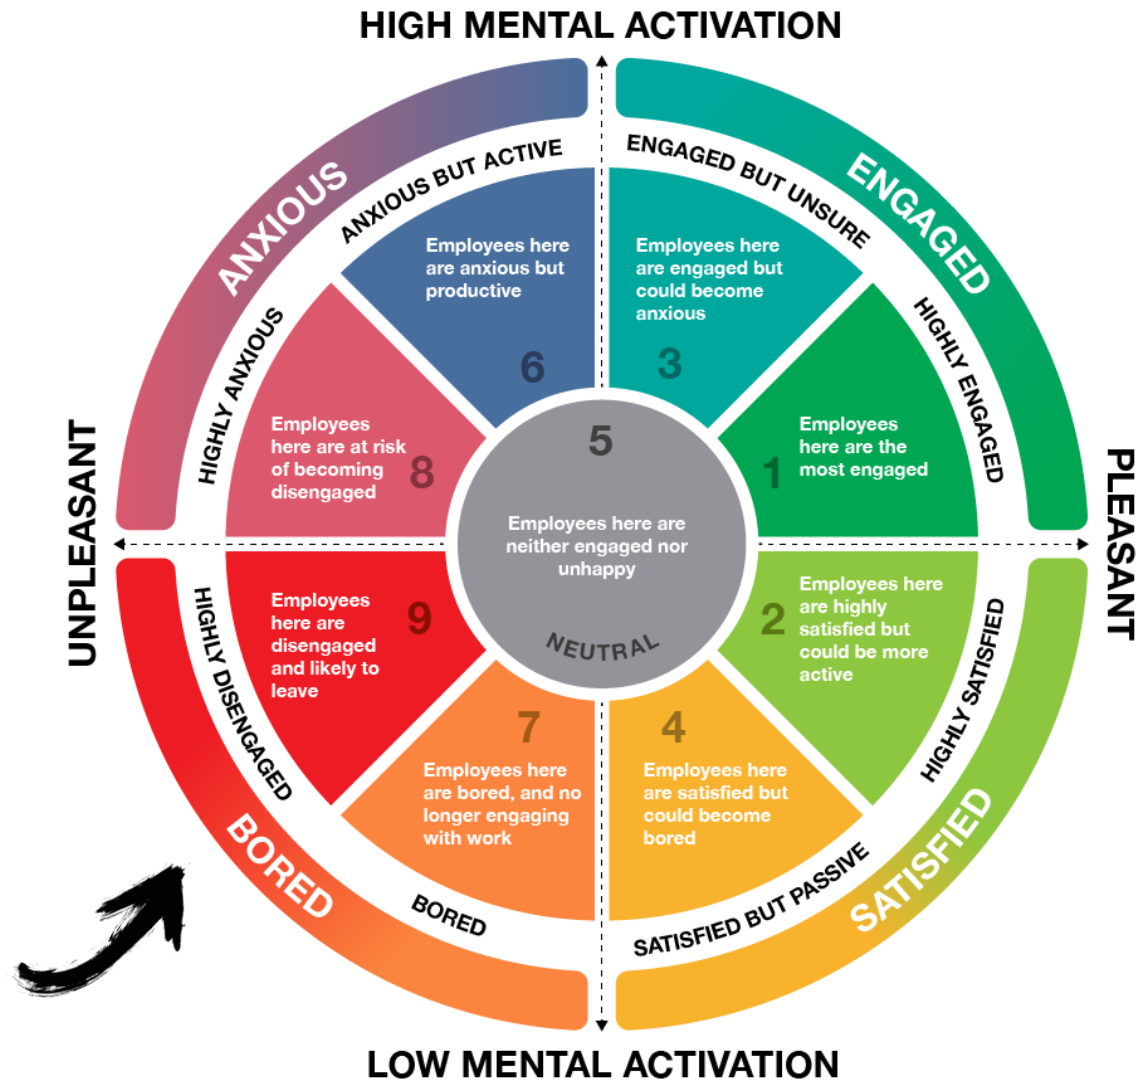 HIGH MENTAL ACTIVATION
ANXIOUS
ANXIOUS BUT ACTIVE
ENGAGED BUT UNSURE
ENGAGED
Employees here
are anxious but
productive
6
Employees here
are engaged but
could become
anxious
3
HIGHLY ANXIOUS
HIGHLY ENGAGED
Employees
here are at risk
of becoming
disengaged
8
5
Employees here are
neither engaged nor
unhappy
NEUTRAL
1
Employees
here are the
most engaged
UNPLEASANT
PLEASANT
HIGHLY DISENGAGED
Employees
here are
disengaged
and likely to
leave
9
2
Employees here
are highly
satisfied but
could be more
active
HIGHLY SATISFIED
7
Employees here
are bored, and no
longer engaging
with work
4
Employees here
are satisfied but
could become
bored
BORED
BORED
SATISFIED BUT PASSIVE
SATISFIED
LOW MENTAL ACTIVATION